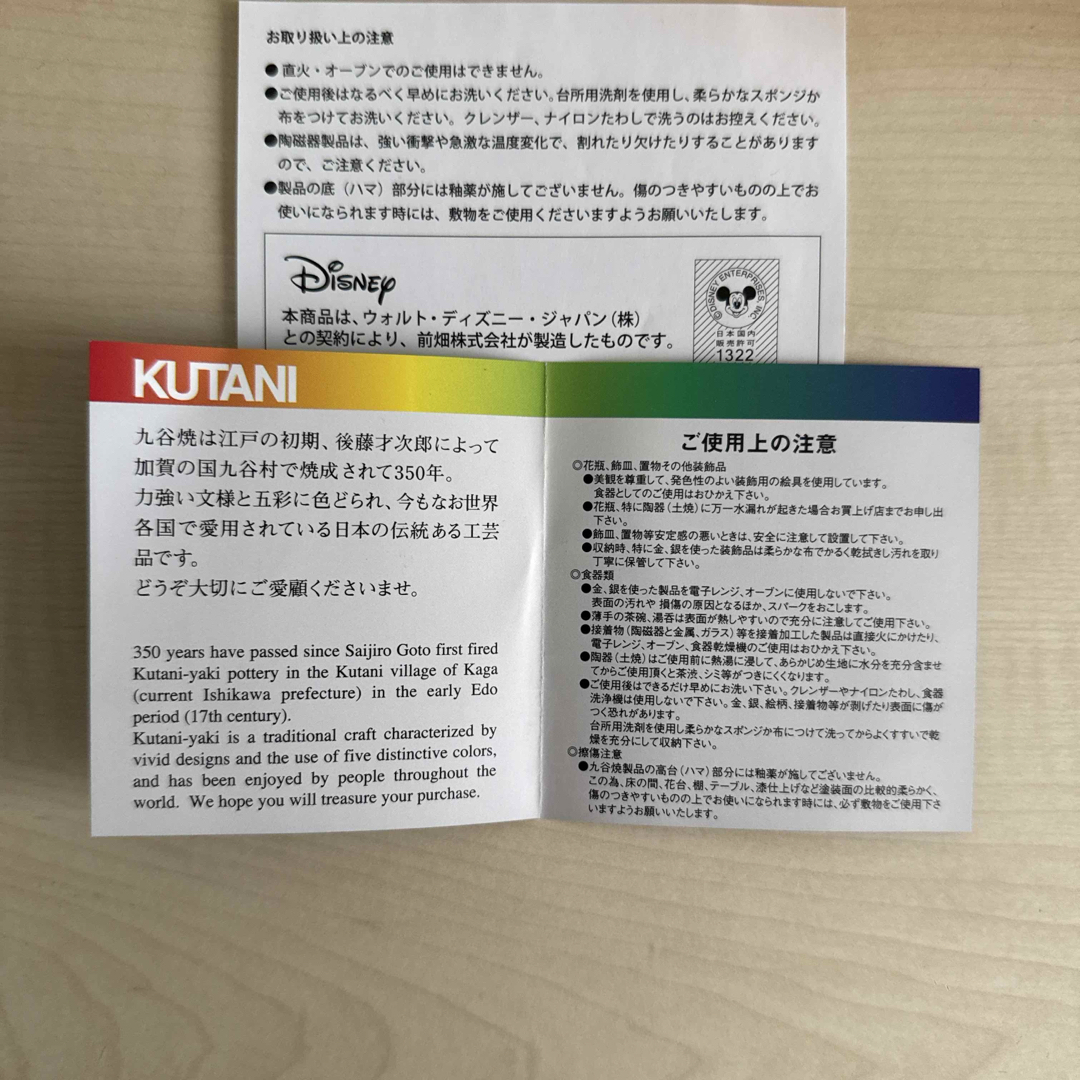 お取り扱い上の注意
●直火・オーブンでのご使用はできません。
●ご使用後はなるべく早めにお洗いください。台所用洗剤を使用し、柔らかなスポンジか
布をつけてお洗いください。クレンザー、ナイロンたわしで洗うのはお控えください。
●陶磁器製品は、強い衝撃や急激な温度変化で、割れたり欠けたりすることがあります
ので、ご注意ください。
●製品の底（ハマ）部分には釉薬が施してございません。傷のつきやすいものの上でお
使いになられます時には、敷物をご使用くださいますようお願いいたします。
Disney
本商品は、ウォルト・ディズニー・ジャパン（株）
との契約により、前畑株式会社が製造したものです。
©DISNEY ENTERPRISES, INC
日本国内
販売許可
1322
KUTANI
九谷焼は江戸の初期、後藤才次郎によって
加賀の国九谷村で焼成されて350年。
力強い文様と五彩に色どられ、今もなお世界
各国で愛用されている日本の伝統ある工芸
品です。
どうぞ大切にご愛顧くださいませ。
350 years have passed since Saijiro Goto first fired
Kutani-yaki pottery in the Kutani village of Kaga
(current Ishikawa prefecture) in the early Edo
period (17th century).
Kutani-yaki is a traditional craft characterized by
vivid designs and the use of five distinctive colors,
and has been enjoyed by people throughout the
world. We hope you will treasure your purchase.
ご使用上の注意
◎花瓶、飾皿、置物その他装飾品
●美観を尊重して、発色性のよい装飾用の絵具を使用しています。
食器としてのご使用はおひかえ下さい。
●花瓶、特に陶器（土焼）に万一水漏れが起きた場合お買上げ店までお申し出
下さい。
●飾皿、置物等安定感の悪いときは、安全に注意して設置して下さい。
●収納時、特に金、銀を使った装飾品は柔らかな布でかるく乾拭きし汚れを取り
丁寧に保管して下さい。
◎食器類
●金、銀を使った製品を電子レンジ、オーブンに使用しないで下さい。
表面の汚れや 損傷の原因となるほか、スパークをおこします。
●薄手の茶碗、湯呑は表面が熱しやすいので充分に注意してご使用下さい。
●接着物（陶磁器と金属、ガラス）等を接着加工した製品は直接火にかけたり、
電子レンジ、オーブン、食器乾燥機のご使用はおひかえ下さい。
●陶器（土焼）はご使用前に熱湯に浸して、あらかじめ生地に水分を充分含ませ
てからご使用頂くと茶渋、シミ等がつきにくくなります。
●ご使用後はできるだけ早めにお洗い下さい。クレンザーやナイロンたわし、食器
洗浄機は使用しないで下さい。金、銀、絵柄、接着物等が剥げたり表面に傷が
つく恐れがあります。
台所用洗剤を使用し柔らかなスポンジか布につけて洗ってからよくすすいで乾
燥を充分にして収納下さい。
◎擦傷注意
●九谷焼製品の高台（ハマ）部分には釉薬が施してございません。
この為、床の間、花台、棚、テーブル、漆仕上げなど塗装面の比較的柔らかく、
傷のつきやすいものの上でお使いになられます時には、必ず敷物をご使用下さ
いますようお願いいたします。